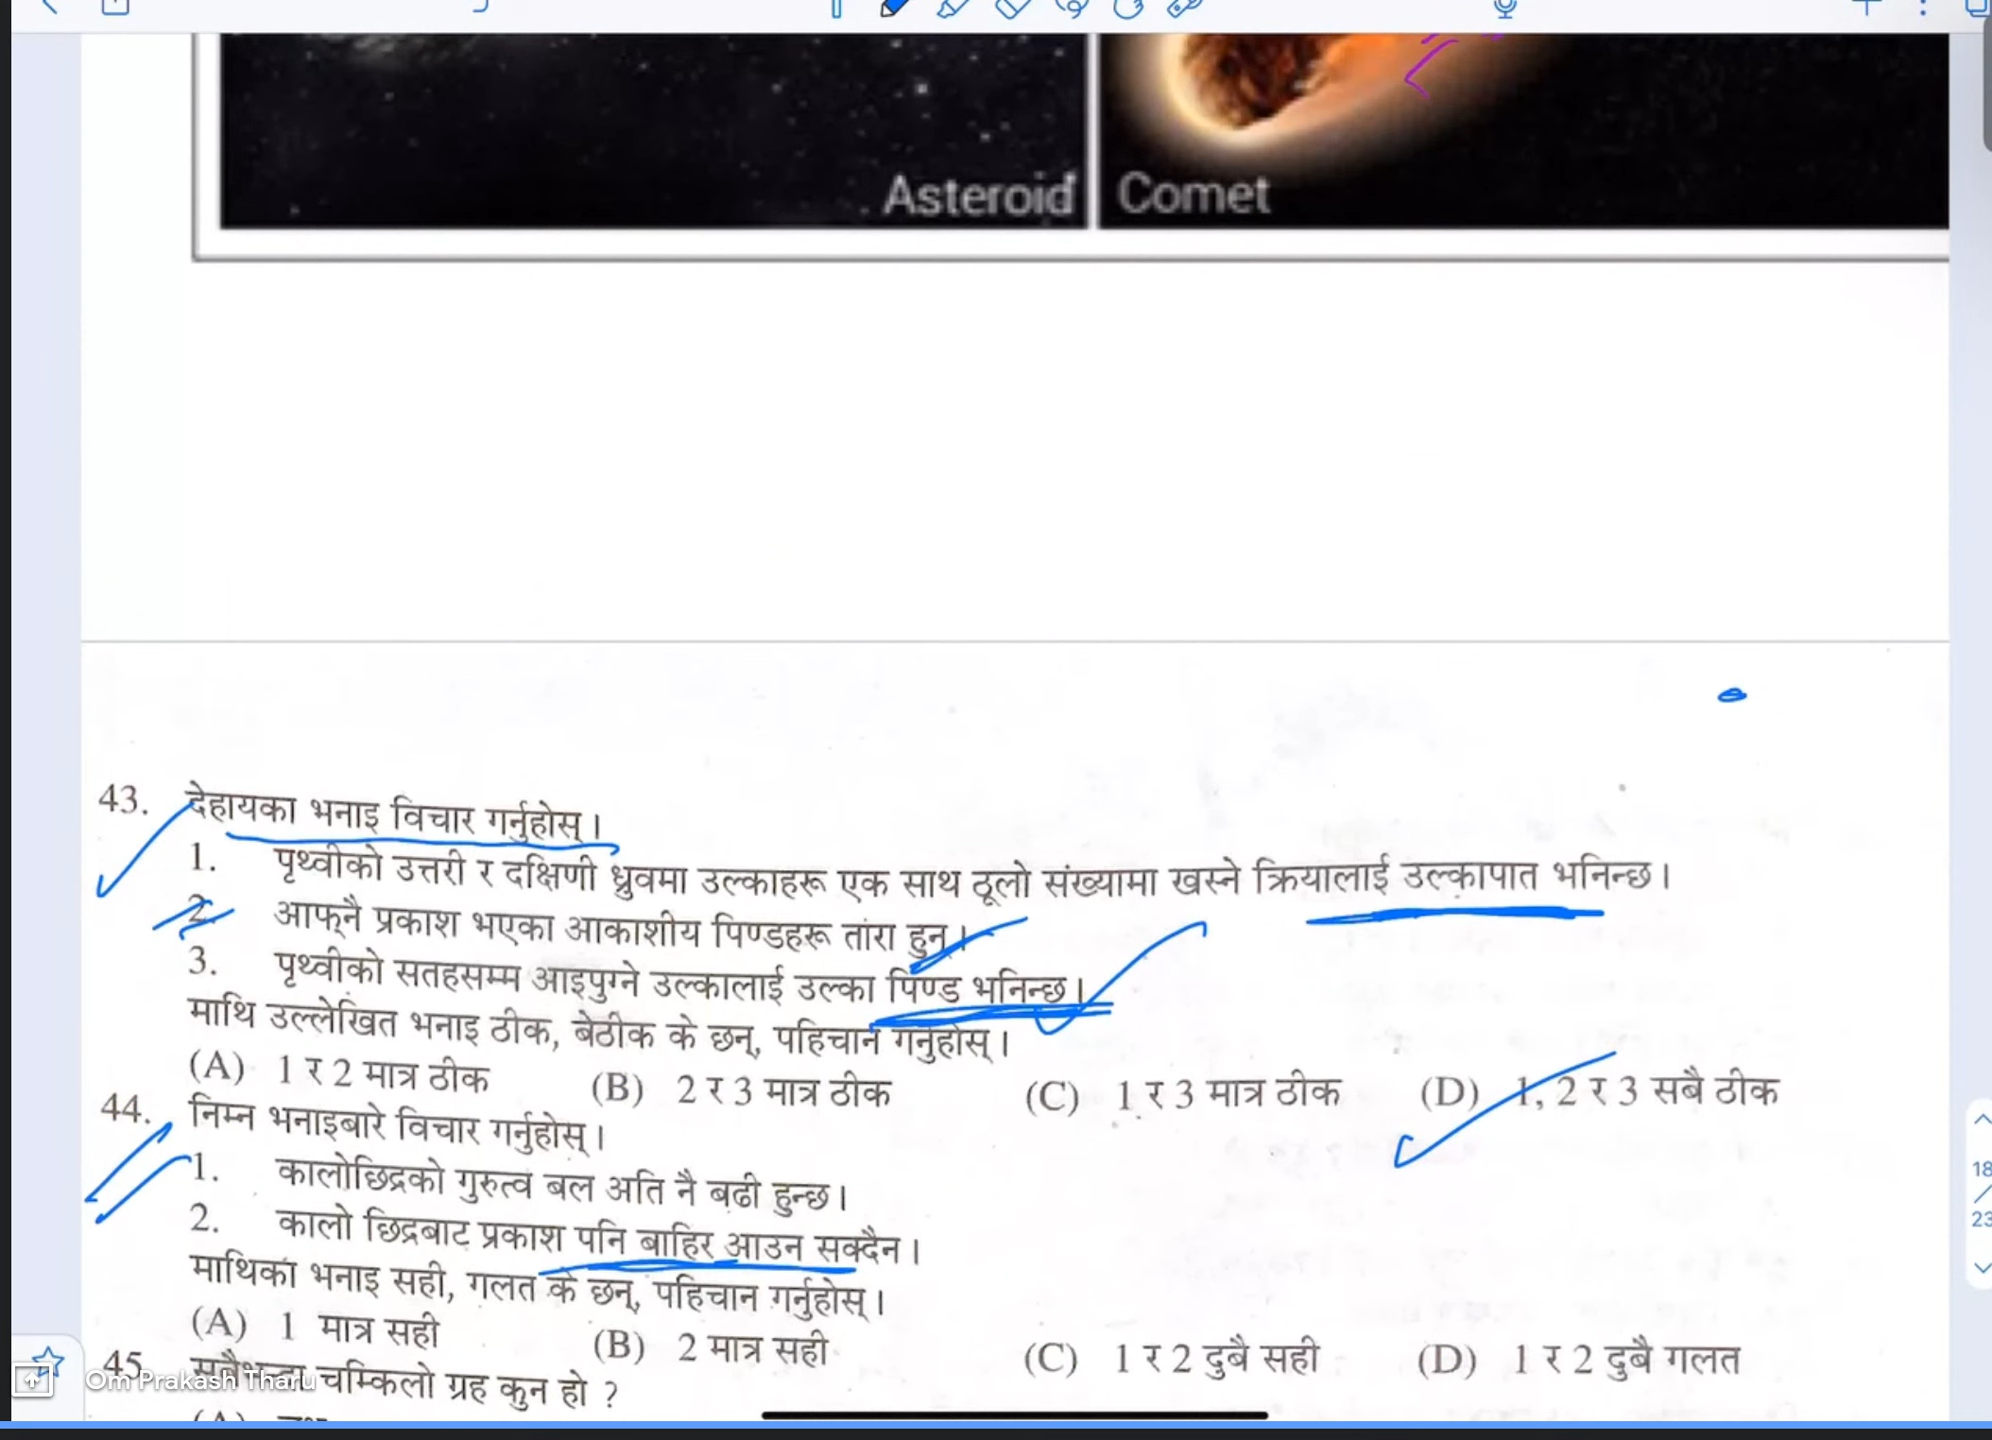 Asteroid
Comet
43. देहायका भनाइ विचार गर्नुहोस् ।
1. पृथ्वीको उत्तरी र दक्षिणी ध्रुवमा उल्काहरू एक साथ ठूलो संख्यामा खस्ने क्रियालाई उल्कापात भनिन्छ ।
2. आफ्नै प्रकाश भएका आकाशीय पिण्डहरू तारा हुन् ।
3. पृथ्वीको सतहसम्म आइपुग्ने उल्कालाई उल्का पिण्ड भनिन्छ ।
माथि उल्लेखित भनाइ ठीक, बेठीक के छन्, पहिचान गर्नुहोस् ।
(A) 1 र 2 मात्र ठीक (B) 2 र 3 मात्र ठीक (C) 1 र 3 मात्र ठीक (D) 1, 2 र 3 सबै ठीक
44. निम्न भनाइबारे विचार गर्नुहोस् ।
1. कालोछिद्रको गुरुत्व बल अति नै बढी हुन्छ ।
2. कालो छिद्रबाट प्रकाश पनि बाहिर आउन सक्दैन ।
माथिका भनाइ सही, गलत के छन्, पहिचान गर्नुहोस् ।
(A) 1 मात्र सही (B) 2 मात्र सही (C) 1 र 2 दुबै सही (D) 1 र 2 दुबै गलत
45. चम्किलो ग्रह कुन हो ?
Om Prakash Tharu
(A)
18
23